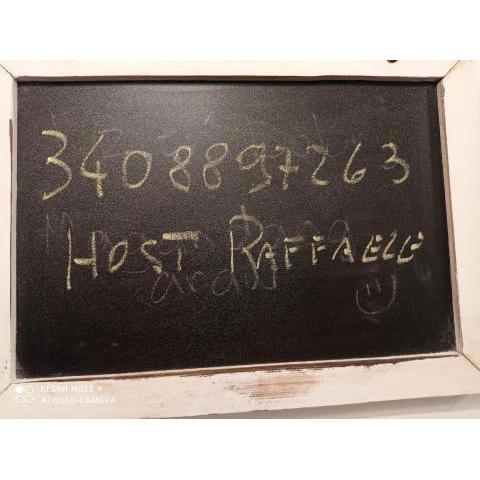 3408897263
HOST RAFFAELE
REDMI NOTE 8
AI QUAD CAMERA